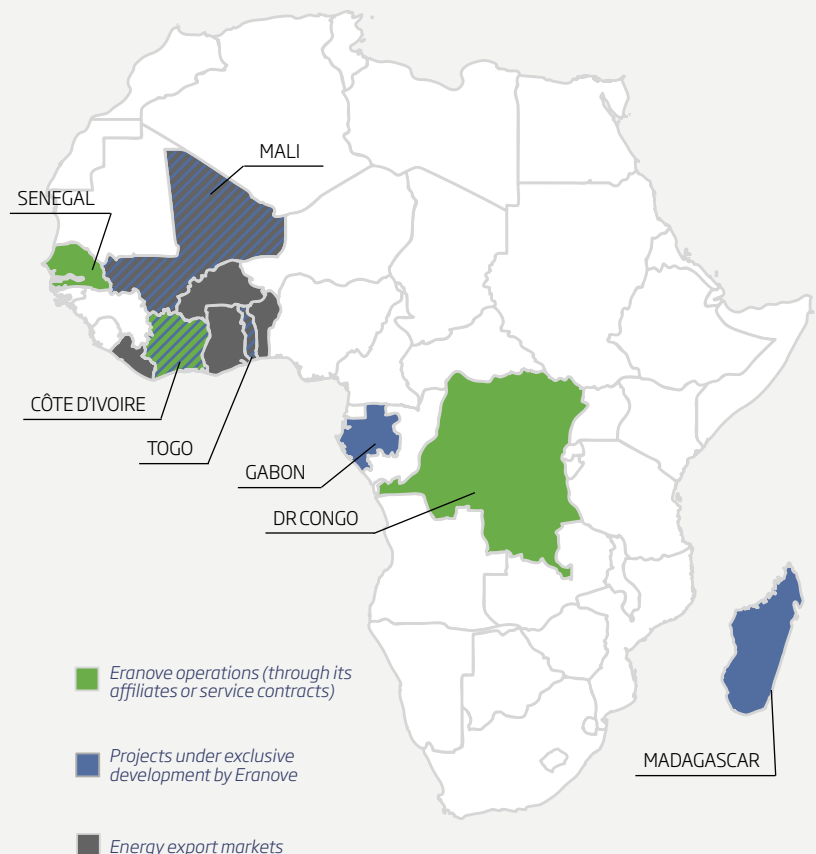 MALI
SENEGAL
CÔTE D'IVOIRE
TOGO
GABON
DR CONGO
Eranove operations (through its
affiliates or service contracts)
Projects under exclusive
development by Eranove
MADAGASCAR
Energy export markets